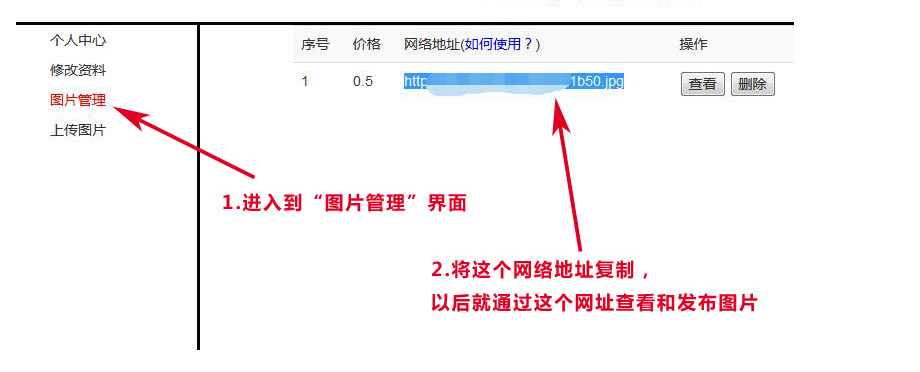 个人中心
修改资料
图片管理
上传图片
序号 价格 网络地址(如何使用？) 操作
1 0.5 http 1b50.jpg 查看 删除
1.进入到“图片管理”界面
2.将这个网络地址复制，
以后就通过这个网址查看和发布图片